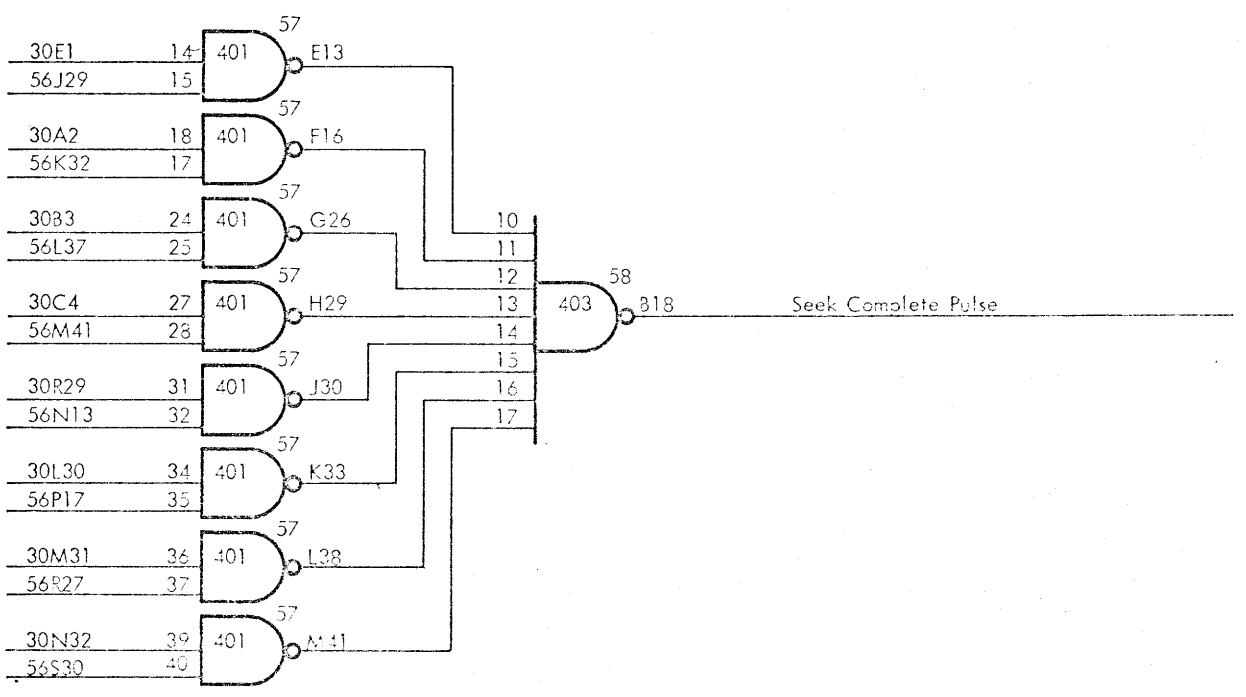 57
30E1 14 401 E13
56J29 15
57
30A2 18 401 F16
56K32 17
57
30B3 24 401 G26
56L37 25
57
30C4 27 401 H29
56M41 28
57
30R29 31 401 J30
56N13 32
57
30L30 34 401 K33
56P17 35
57
30M31 36 401 L38
56R27 37
57
30N32 39 401 M41
56S30 40
10
11
12
13
14
15
16
17
58
403 B18 Seek Complete Pulse